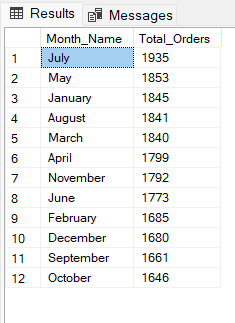 Results Messages
Month_Name Total_Orders
1 July 1935
2 May 1853
3 January 1845
4 August 1841
5 March 1840
6 April 1799
7 November 1792
8 June 1773
9 February 1685
10 December 1680
11 September 1661
12 October 1646